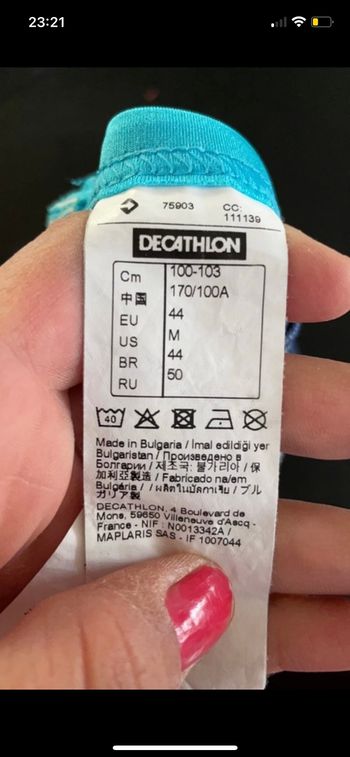 23:21
75903 CC:
111139
DECATHLON
Cm 100-103
中国 170/100A
EU 44
US M
BR 44
RU 50
40
Made in Bulgaria / İmal edildiği yer
Bulgaristan / Произведено в
Болгарии / 제조국: 불가리아 / 保
加利亞製造 / Fabricado na/em
Bulgária / / ผลิตในบัลกาเรีย / ブル
ガリア製
DECATHLON, 4 Boulevard de
Mons, 59650 Villeneuve d'Ascq -
France - NIF : N0013342A /
MAPLARIS SAS - IF 1007044